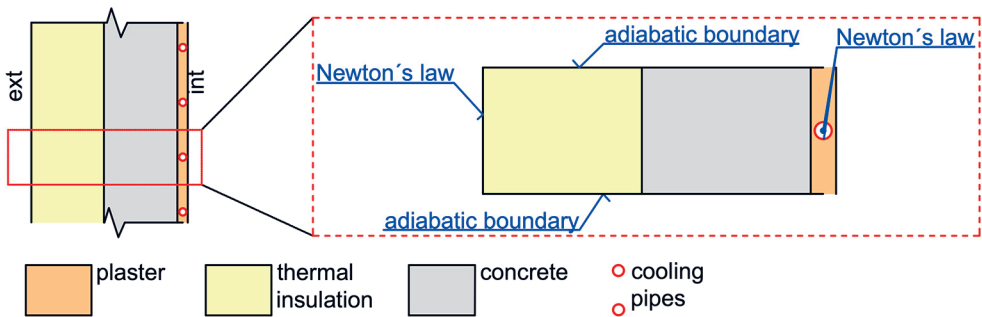 ext
int
adiabatic boundary
Newton´s law
Newton´s law
adiabatic boundary
plaster
thermal
insulation
concrete
cooling
pipes